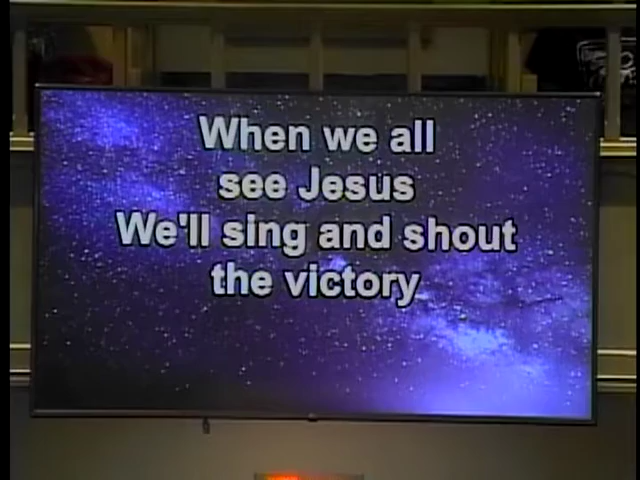 When we all
see Jesus
We'll sing and shout
the victory